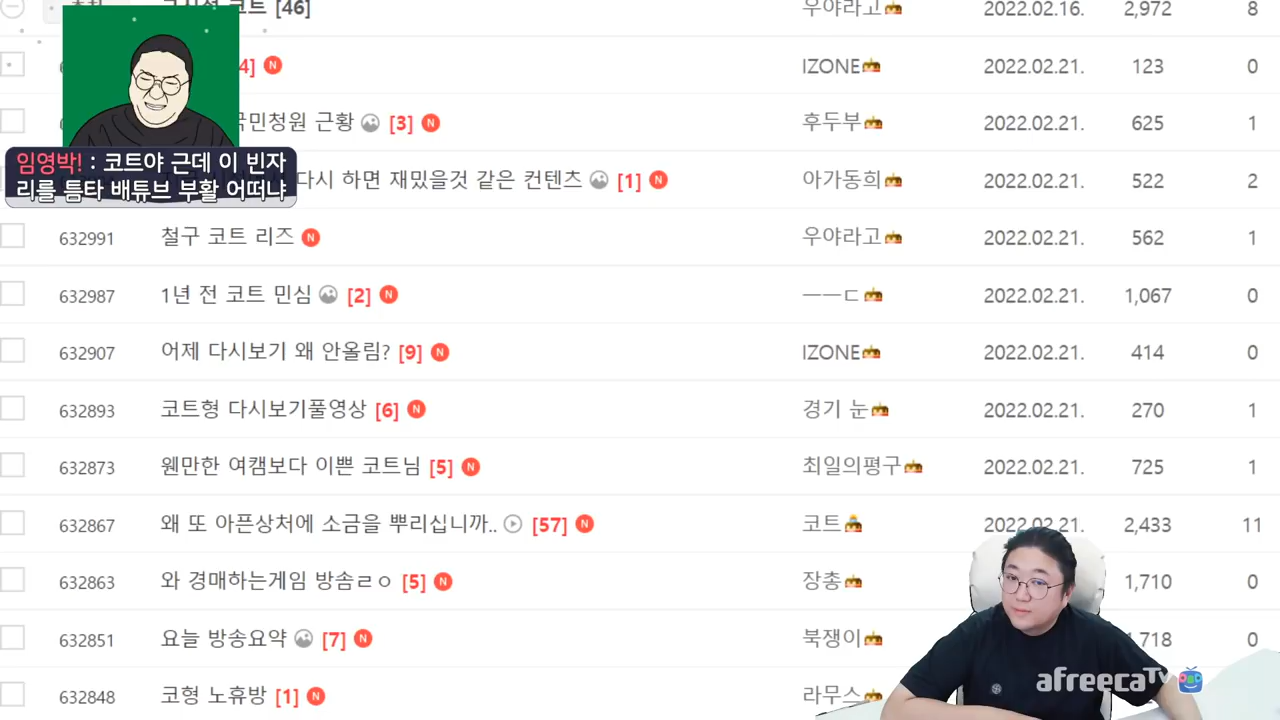 코트 [46] 우야라고 2022.02.16. 2,972 8
4] N IZONE 2022.02.21. 123 0
국민청원 근황 [3] N 후두부 2022.02.21. 625 1
임영박! : 코트야 근데 이 빈자
리를 틈타 배튜브 부활 어떠냐
다시 하면 재밌을것 같은 컨텐츠 [1] N 아가동희 2022.02.21. 522 2
632991 철구 코트 리즈 N 우야라고 2022.02.21. 562 1
632987 1년 전 코트 민심 [2] N ㅡㅡㄷ 2022.02.21. 1,067 0
632907 어제 다시보기 왜 안올림? [9] N IZONE 2022.02.21. 414 0
632893 코트형 다시보기풀영상 [6] N 경기 눈 2022.02.21. 270 1
632873 웬만한 여캠보다 이쁜 코트님 [5] N 최일의평구 2022.02.21. 725 1
632867 왜 또 아픈상처에 소금을 뿌리십니까.. [57] N 코트 2022.02.21. 2,433 11
632863 와 경매하는게임 방솜ㄹㅇ [5] N 장총 1,710 0
632851 요늘 방송요약 [7] N 북쟁이 718 0
632848 코형 노휴방 [1] N 라무스
afreecaTV